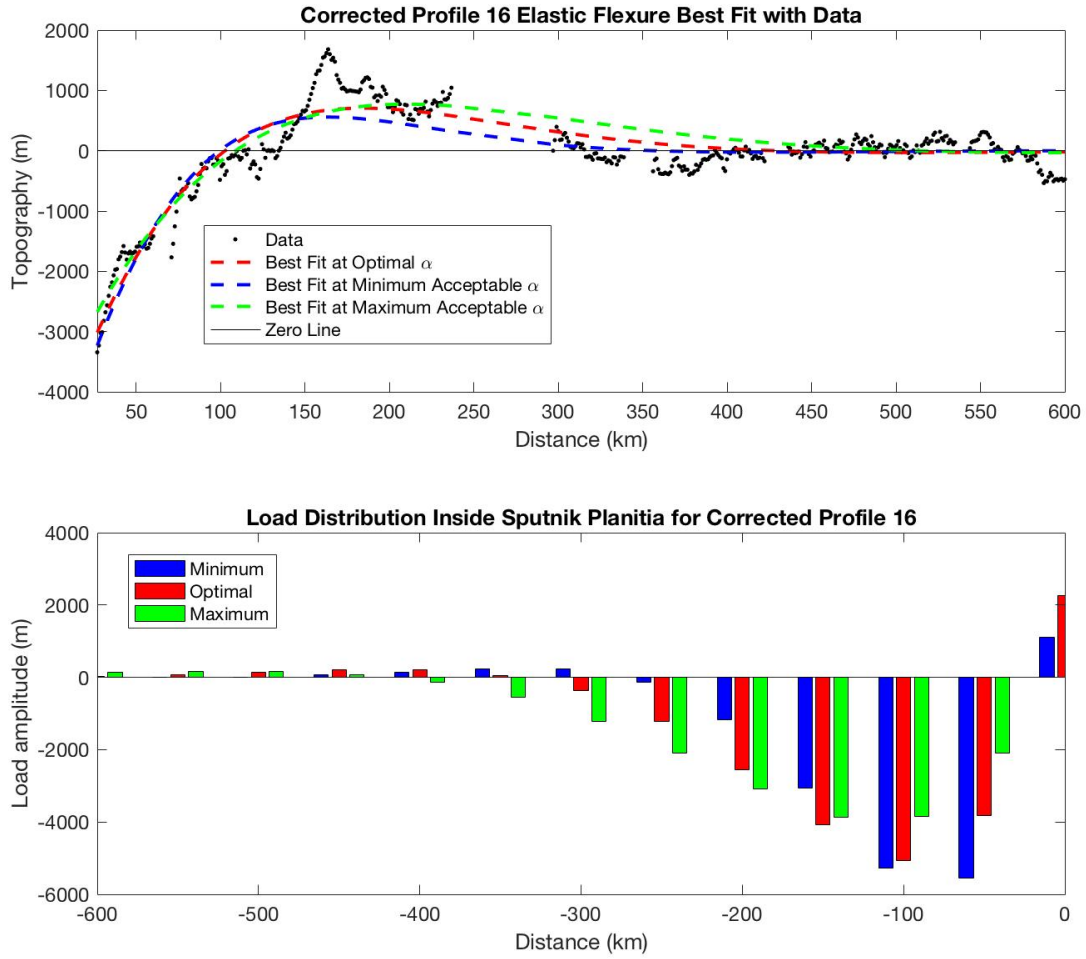 Corrected Profile 16 Elastic Flexure Best Fit with Data
2000
1000
0
-1000
-2000
-3000
-4000
Topography (m)
Data
Best Fit at Optimal α
Best Fit at Minimum Acceptable α
Best Fit at Maximum Acceptable α
Zero Line
50 100 150 200 250 300 350 400 450 500 550 600
Distance (km)
Load Distribution Inside Sputnik Planitia for Corrected Profile 16
4000
2000
0
-2000
-4000
-6000
Load amplitude (m)
Minimum
Optimal
Maximum
-600 -500 -400 -300 -200 -100 0
Distance (km)